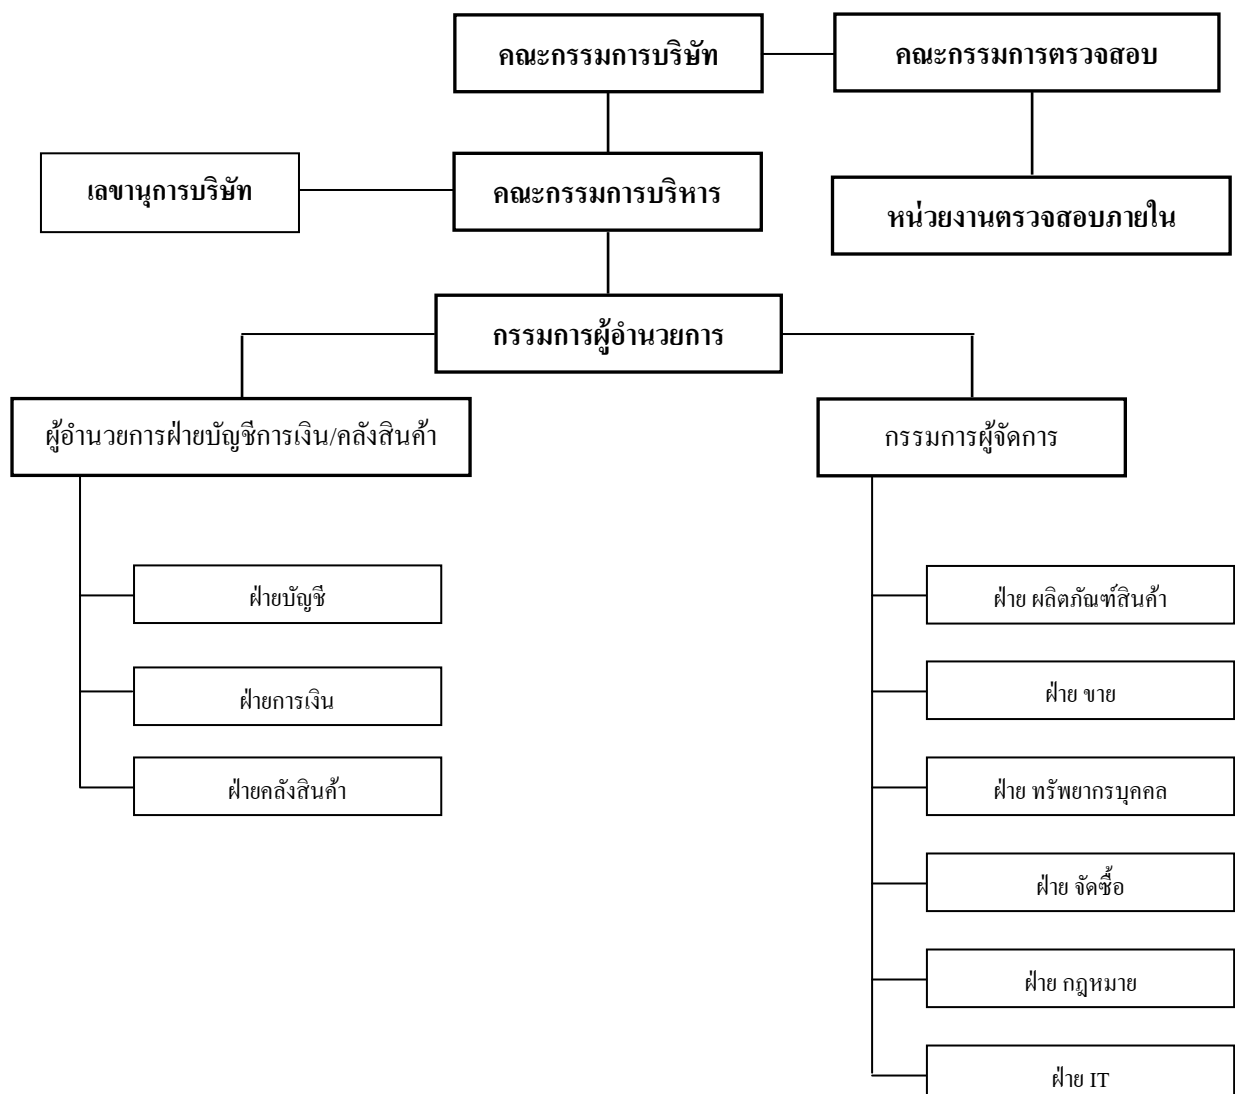 คณะกรรมการบริษัท
คณะกรรมการตรวจสอบ
เลขานุการบริษัท
คณะกรรมการบริหาร
หน่วยงานตรวจสอบภายใน
กรรมการผู้อำนวยการ
ผู้อำนวยการฝ่ายบัญชีการเงิน/คลังสินค้า
กรรมการผู้จัดการ
ฝ่ายบัญชี
ฝ่ายการเงิน
ฝ่ายคลังสินค้า
ฝ่าย ผลิตภัณฑ์สินค้า
ฝ่าย ขาย
ฝ่าย ทรัพยากรบุคคล
ฝ่าย จัดซื้อ
ฝ่าย กฎหมาย
ฝ่าย IT